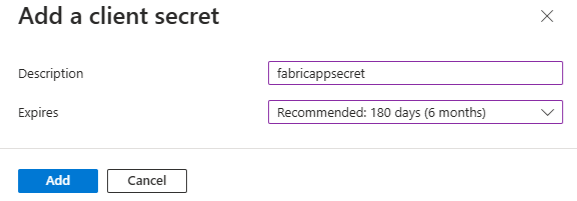 Add a client secret
Description
fabricappsecret
Expires
Recommended: 180 days (6 months)
Add
Cancel